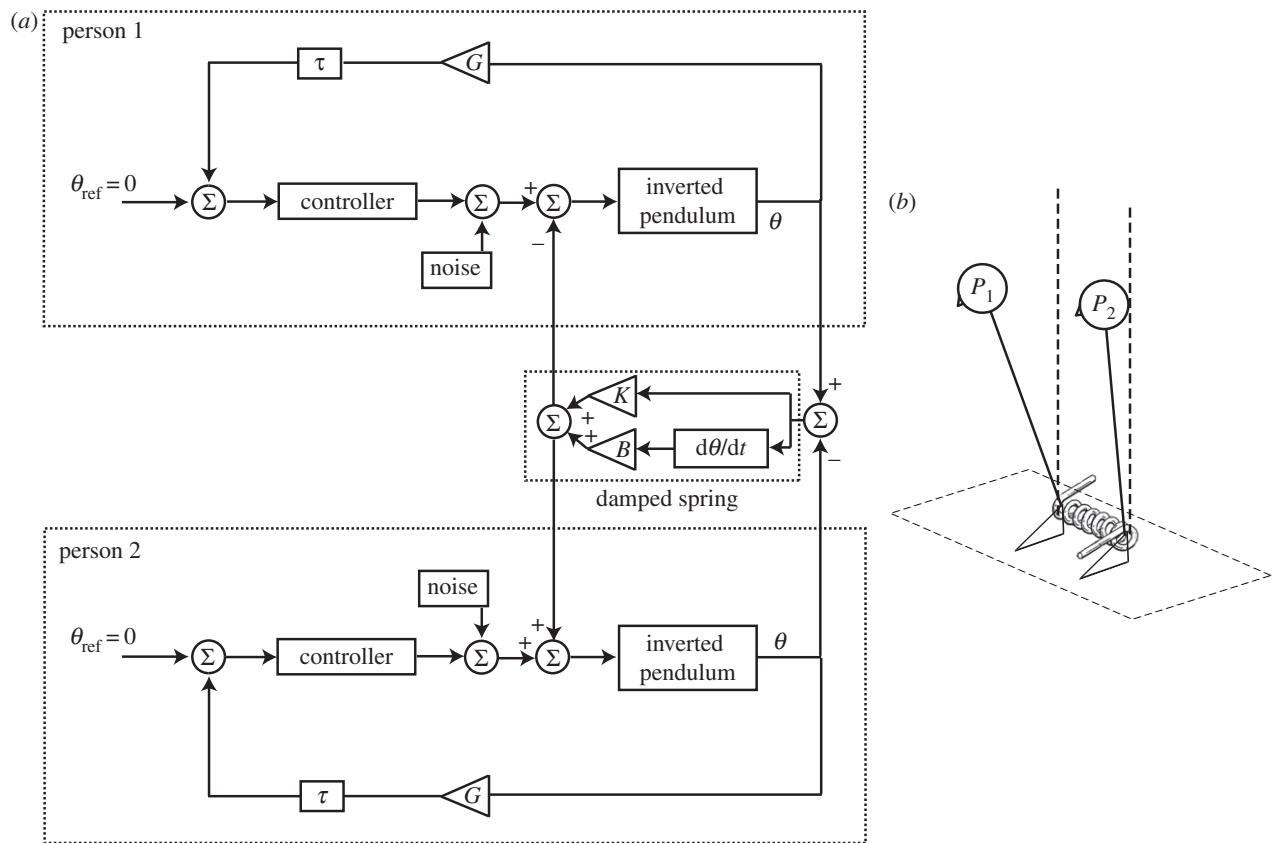 (a)
person 1
τ
G
θref = 0
Σ
controller
Σ
+
Σ
−
inverted
pendulum
θ
noise
K
+
Σ
+
+
Σ
B
dθ/dt
−
damped spring
person 2
noise
θref = 0
Σ
controller
Σ
+
+
Σ
inverted
pendulum
θ
τ
G
(b)
P1
P2